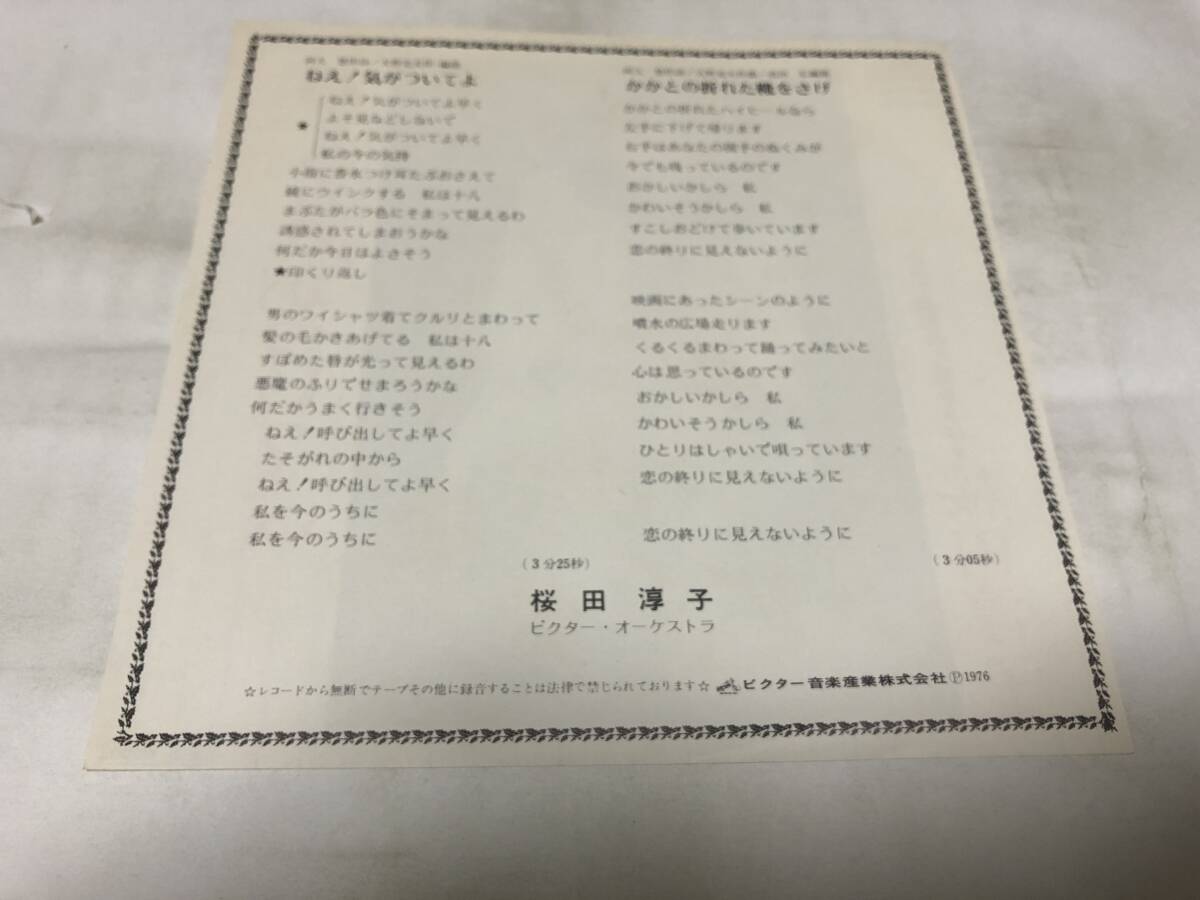 ねえ！気がついてよ
ねえ！気がついてよ早く
よそ見などしないで
★
ねえ！気がついてよ早く
私の今の気持
小指に香水つけ耳たぶおさえて
鏡にウインクする　私は十八
まぶたがバラ色にそまって見えるわ
誘惑されてしまおうかな
何だか今日はよさそう
★印くり返し
男のワイシャツ着てクルリとまわって
髪の毛かきあげてる　私は十八
すぼめた唇が光って見えるわ
悪魔のふりでせまろうかな
何だかうまく行きそう
ねえ！呼び出してよ早く
たそがれの中から
ねえ！呼び出してよ早く
私を今のうちに
私を今のうちに
（3分25秒）
かかとの折れた靴をさげ
かかとの折れたハイヒールなら
左手に下げて帰ります
右手はあなたの両手のぬくみが
今でも残っているのです
おかしいかしら　私
かわいそうかしら　私
すこしおどけて歩いています
恋の終りに見えないように
映画にあったシーンのように
噴水の広場走ります
くるくるまわって踊ってみたいと
心は思っているのです
おかしいかしら　私
かわいそうかしら　私
ひとりはしゃいで唄っています
恋の終りに見えないように
恋の終りに見えないように
（3分05秒）
桜田　淳子
ビクター・オーケストラ
☆レコードから無断でテープその他に録音することは法律で禁じられております☆
ビクター音楽産業株式会社Ⓟ1976